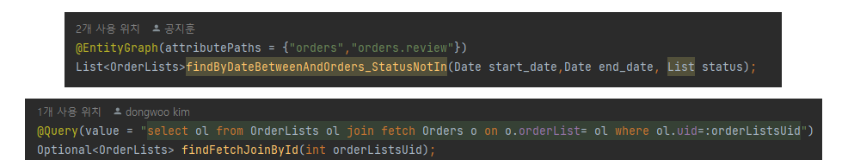 2개 사용 위치 공지훈
@EntityGraph(attributePaths = {"orders","orders.review"})
List<OrderLists>findByDateBetweenAndOrders_StatusNotIn(Date start_date,Date end_date, List status);
1개 사용 위치 dongwoo kim
@Query(value = "select ol from OrderLists ol join fetch Orders o on o.orderList= ol where ol.uid=:orderListsUid")
Optional<OrderLists> findFetchJoinById(int orderListsUid);